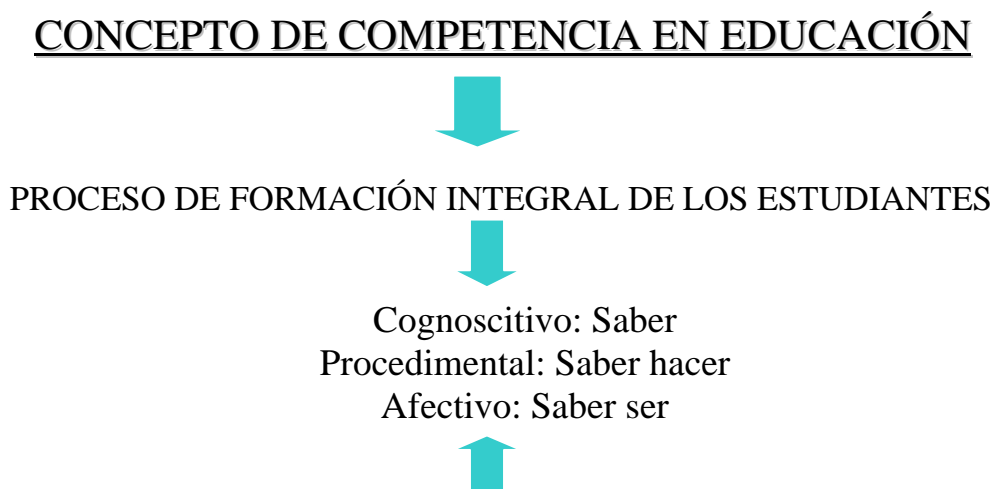 CONCEPTO DE COMPETENCIA EN EDUCACIÓN
PROCESO DE FORMACIÓN INTEGRAL DE LOS ESTUDIANTES
Cognoscitivo: Saber
Procedimental: Saber hacer
Afectivo: Saber ser